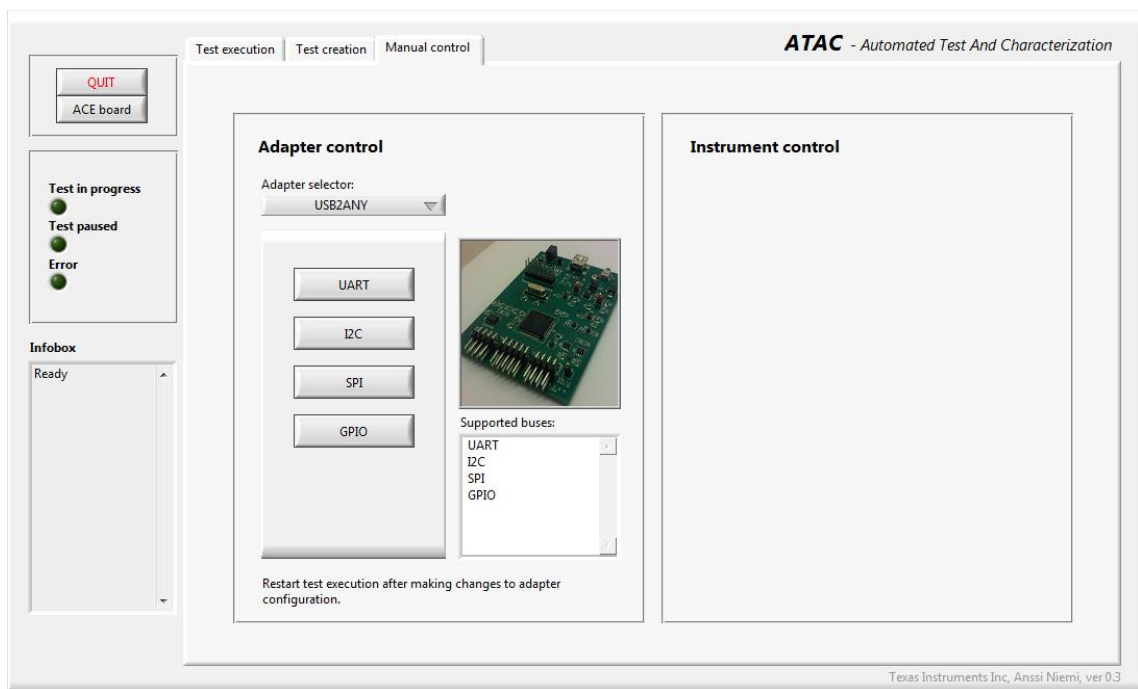 Test execution
Test creation
Manual control
ATAC - Automated Test And Characterization
QUIT
ACE board
Test in progress
Test paused
Error
Infobox
Ready
Adapter control
Adapter selector:
USB2ANY
UART
I2C
SPI
GPIO
Supported buses:
UART
I2C
SPI
GPIO
Restart test execution after making changes to adapter
configuration.
Instrument control
Texas Instruments Inc, Anssi Niemi, ver 0.3